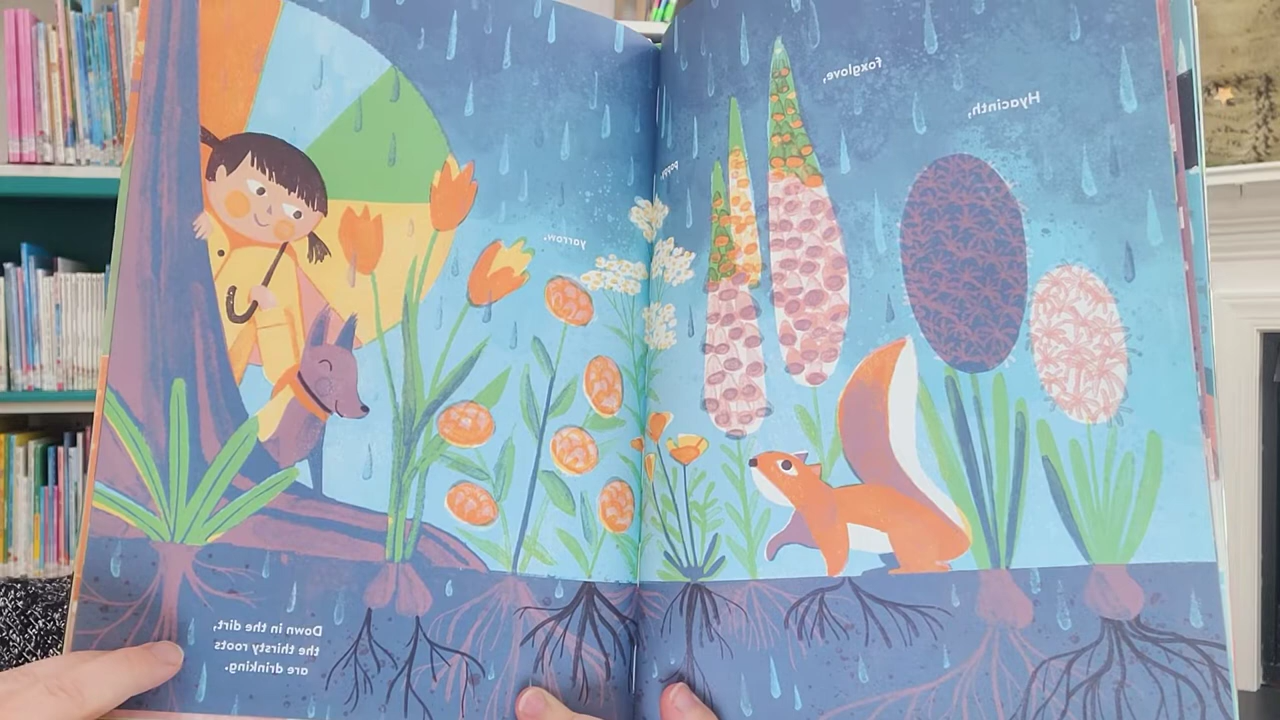 Hyacinth,
foxglove,
poppy,
yarrow.
Down in the dirt,
the thirsty roots
are drinking.